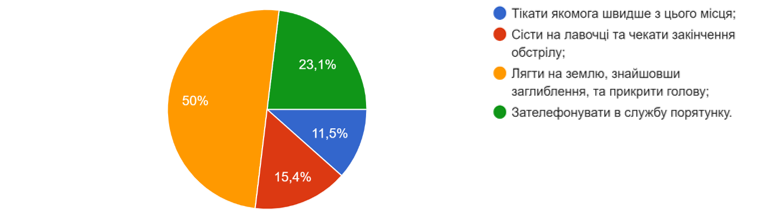 Тікати якомога швидше з цього місця;
Сісти на лавочці та чекати закінчення
обстрілу;
Лягти на землю, знайшовши
заглиблення, та прикрити голову;
Зателефонувати в службу порятунку.
23,1%
50%
11,5%
15,4%